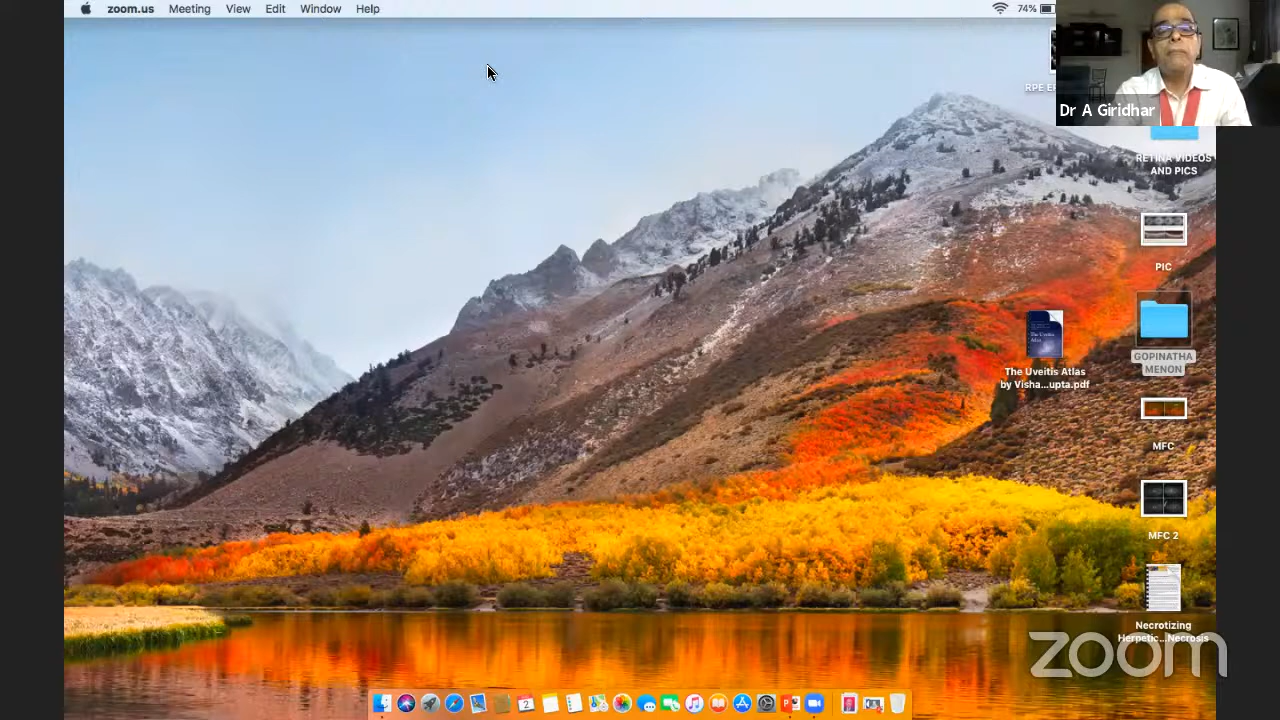 zoom.us Meeting View Edit Window Help
74%
Dr A Giridhar
RETINA VIDEOS
AND PICS
PIC
The Uveitis Atlas
by Visha...upta.pdf
GOPINATHA
MENON
MFC
MFC 2
Necrotizing
Herpetic...Necrosis
zoom